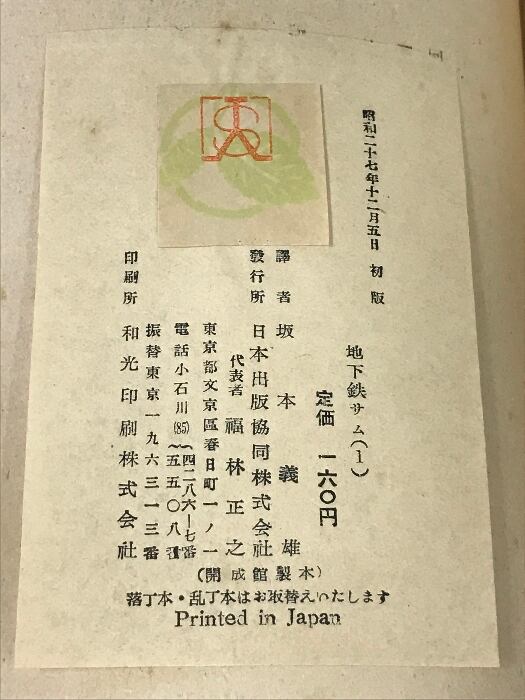 昭和二十七年十二月五日 初版
地下鉄サム(1)
定価 一六〇円
譯者 坂本義雄
發行所 日本出版協同株式会社
代表者 福林正之
東京都文京區春日町一ノ一
電話小石川(85)(四二八六—七番
(五五〇八番
振替東京一九六三一三番
印刷所 和光印刷株式会社
(開成館製本)
落丁本・乱丁本はお取替えいたします
Printed in Japan